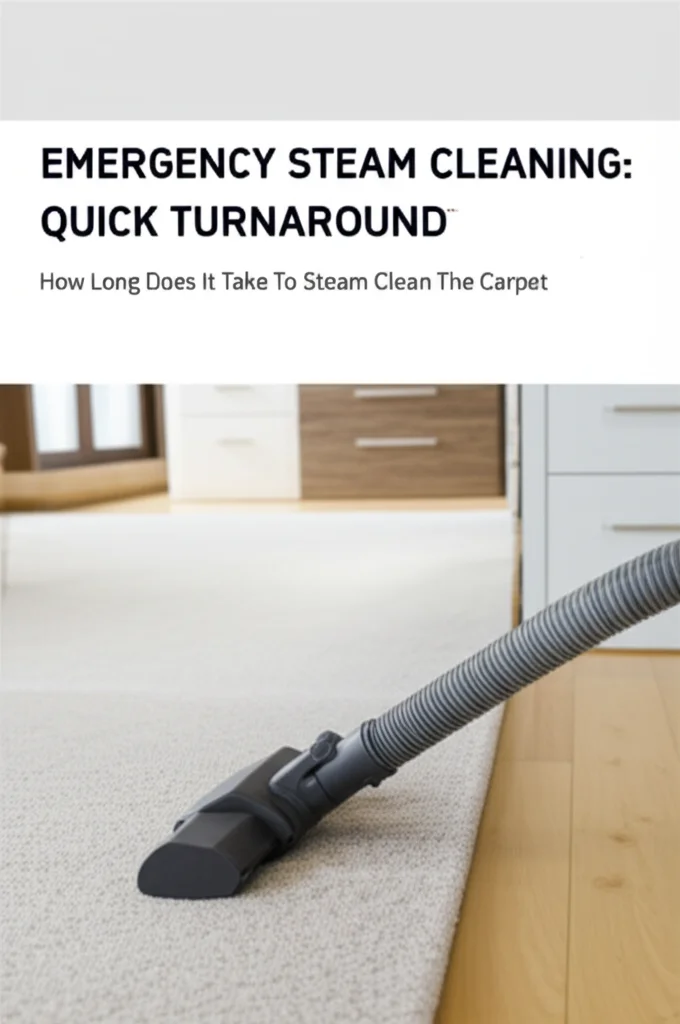 EMERGENCY STEAM CLEANING:
QUICK TURNAROUND
How Long Does It Take To Steam Clean The Carpet